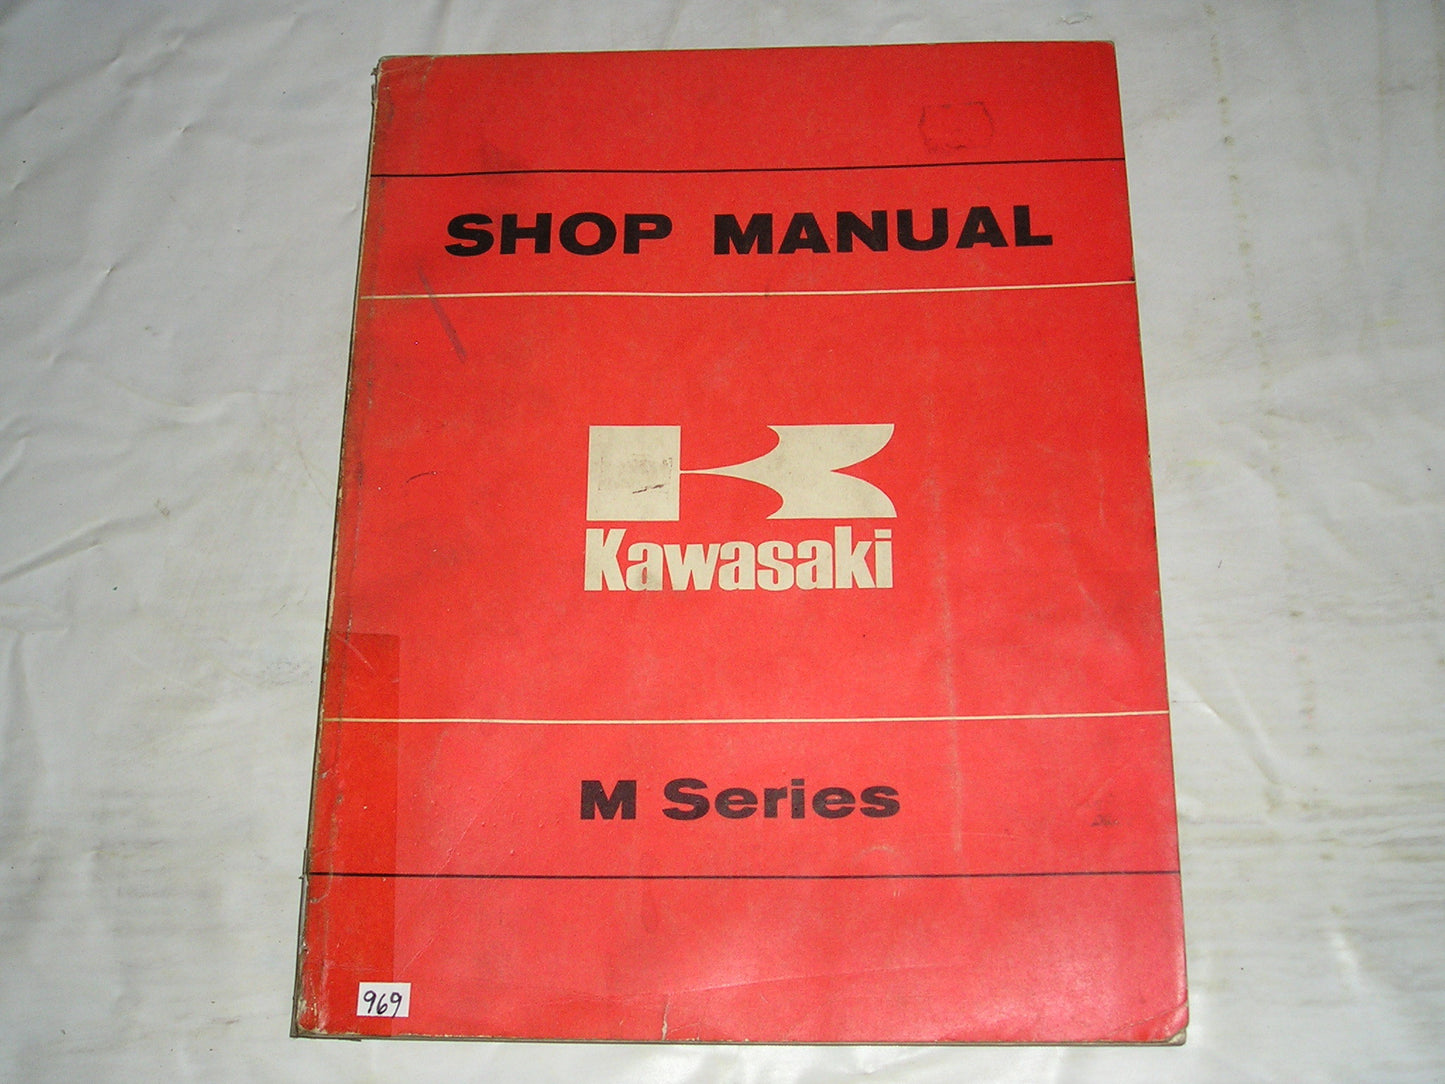 SHOP MANUAL
Kawasaki
M Series
969